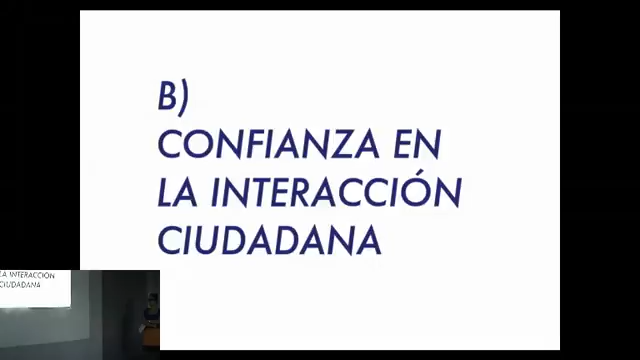 B)
CONFIANZA EN
LA INTERACCIÓN
CIUDADANA
LA INTERACCIÓN
CIUDADANA